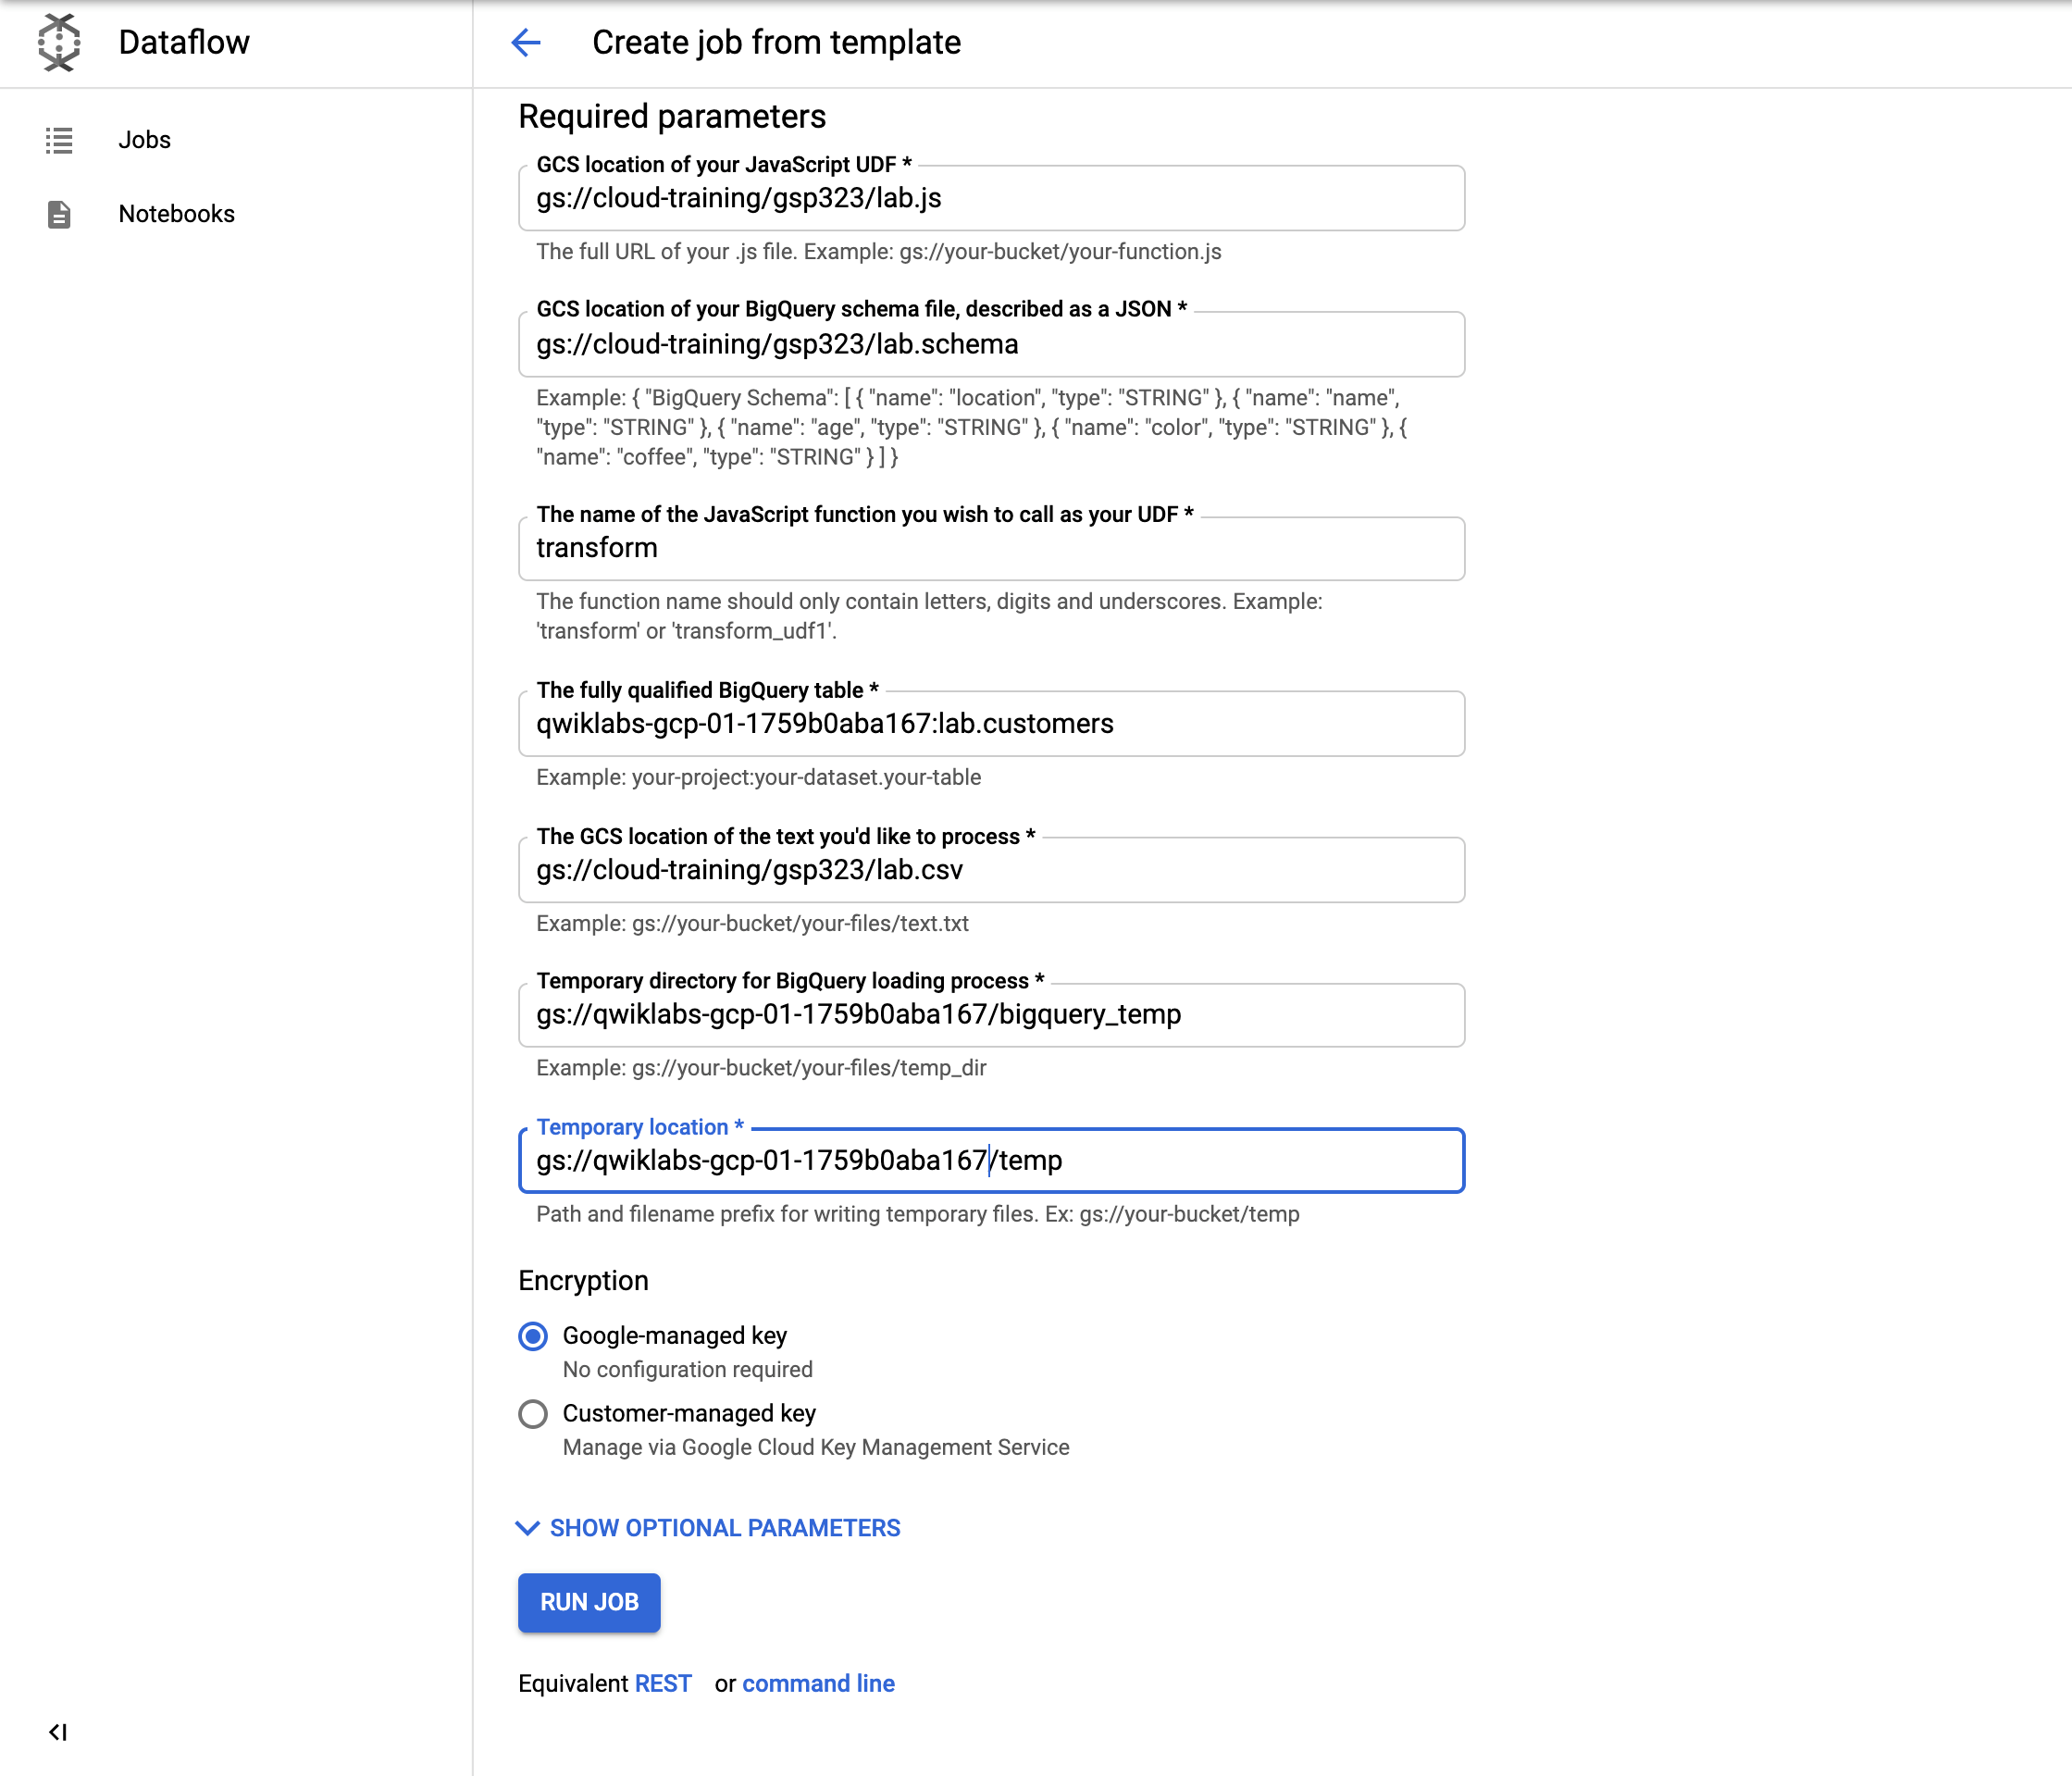 Dataflow
Create job from template
Jobs
Notebooks
Required parameters
GCS location of your JavaScript UDF *
gs://cloud-training/gsp323/lab.js
The full URL of your .js file. Example: gs://your-bucket/your-function.js
GCS location of your BigQuery schema file, described as a JSON *
gs://cloud-training/gsp323/lab.schema
Example: { "BigQuery Schema": [ { "name": "location", "type": "STRING" }, { "name": "name",
"type": "STRING" }, { "name": "age", "type": "STRING" }, { "name": "color", "type": "STRING" }, {
"name": "coffee", "type": "STRING" } ] }
The name of the JavaScript function you wish to call as your UDF *
transform
The function name should only contain letters, digits and underscores. Example:
'transform' or 'transform_udf1'.
The fully qualified BigQuery table *
qwiklabs-gcp-01-1759b0aba167:lab.customers
Example: your-project:your-dataset.your-table
The GCS location of the text you'd like to process *
gs://cloud-training/gsp323/lab.csv
Example: gs://your-bucket/your-files/text.txt
Temporary directory for BigQuery loading process *
gs://qwiklabs-gcp-01-1759b0aba167/bigquery_temp
Example: gs://your-bucket/your-files/temp_dir
Temporary location *
gs://qwiklabs-gcp-01-1759b0aba167/temp
Path and filename prefix for writing temporary files. Ex: gs://your-bucket/temp
Encryption
Google-managed key
No configuration required
Customer-managed key
Manage via Google Cloud Key Management Service
SHOW OPTIONAL PARAMETERS
RUN JOB
Equivalent REST or command line